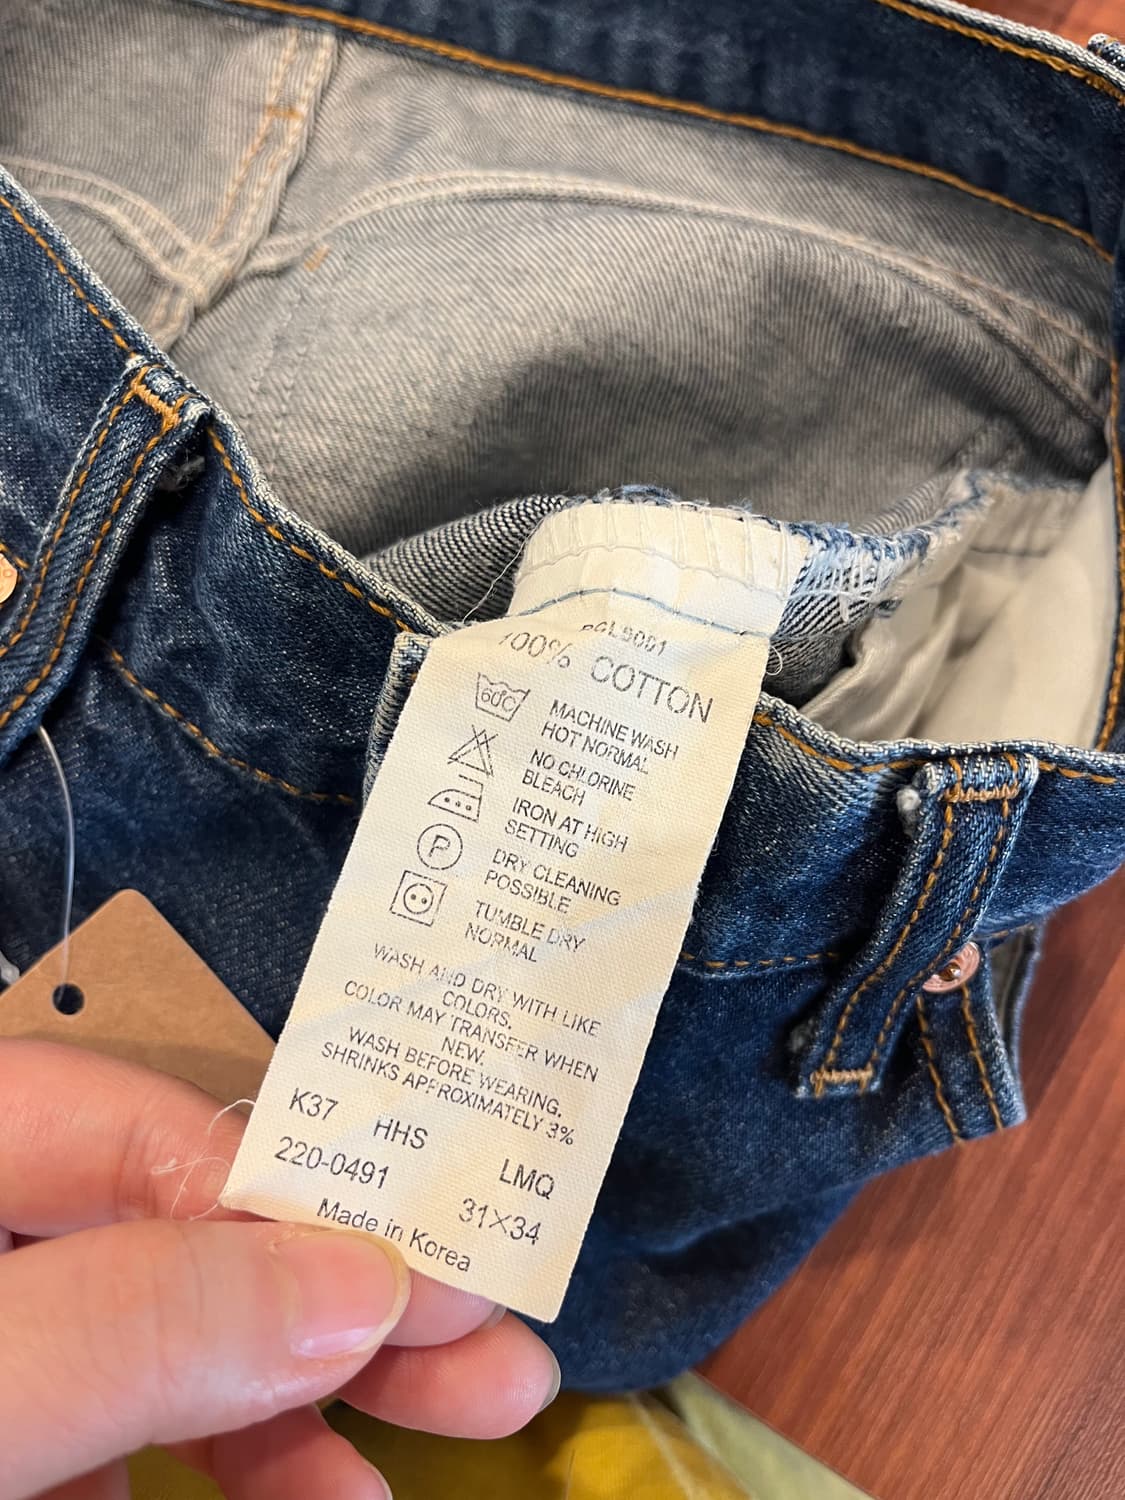 100% COTTON
60°C
MACHINE WASH
HOT NORMAL
NO CHLORINE
BLEACH
IRON AT HIGH
SETTING
P
DRY CLEANING
POSSIBLE
TUMBLE DRY
NORMAL
WASH AND DRY WITH LIKE
COLORS.
COLOR MAY TRANSFER WHEN
NEW.
WASH BEFORE WEARING.
SHRINKS APPROXIMATELY 3%
K37 HHS LMQ
220-0491 31×34
Made in Korea